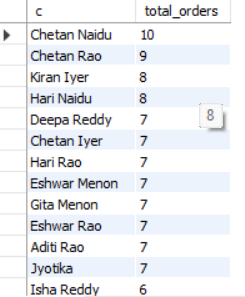 c total_orders
Chetan Naidu 10
Chetan Rao 9
Kiran Iyer 8
Hari Naidu 8
Deepa Reddy 7
8
Chetan Iyer 7
Hari Rao 7
Eshwar Menon 7
Gita Menon 7
Eshwar Rao 7
Aditi Rao 7
Jyotika 7
Isha Reddy 6